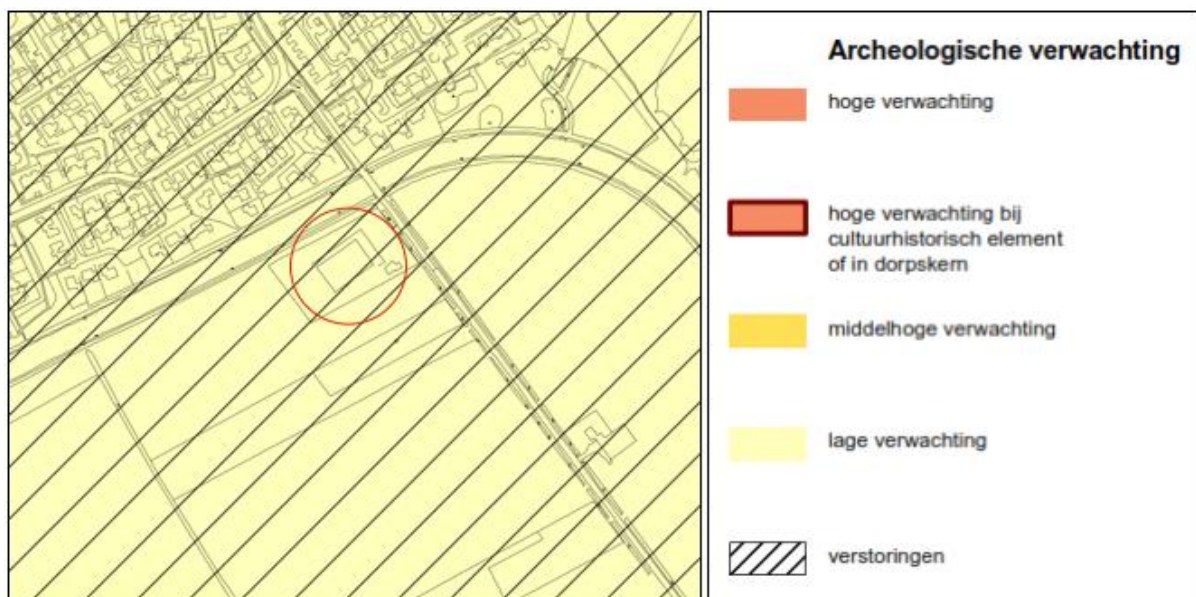 Archeologische verwachting
hoge verwachting
hoge verwachting bij
cultuurhistorisch element
of in dorpskern
middelhoge verwachting
lage verwachting
verstoringen